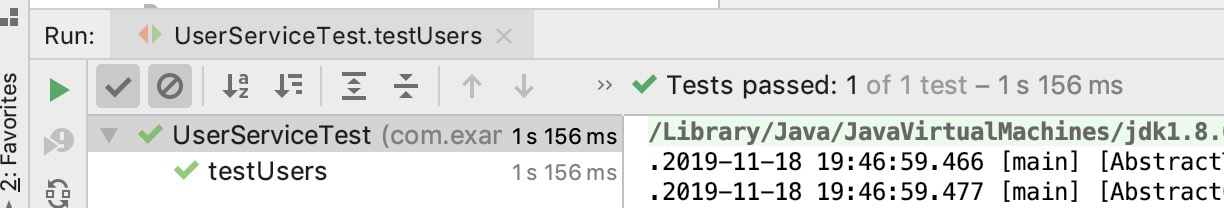 Run: UserServiceTest.testUsers
2: Favorites
Tests passed: 1 of 1 test – 1 s 156 ms
UserServiceTest (com.exar 1 s 156 ms
testUsers 1 s 156 ms
/Library/Java/JavaVirtualMachines/jdk1.8.
.2019-11-18 19:46:59.466 [main] [Abstract
.2019-11-18 19:46:59.477 [main] [Abstract